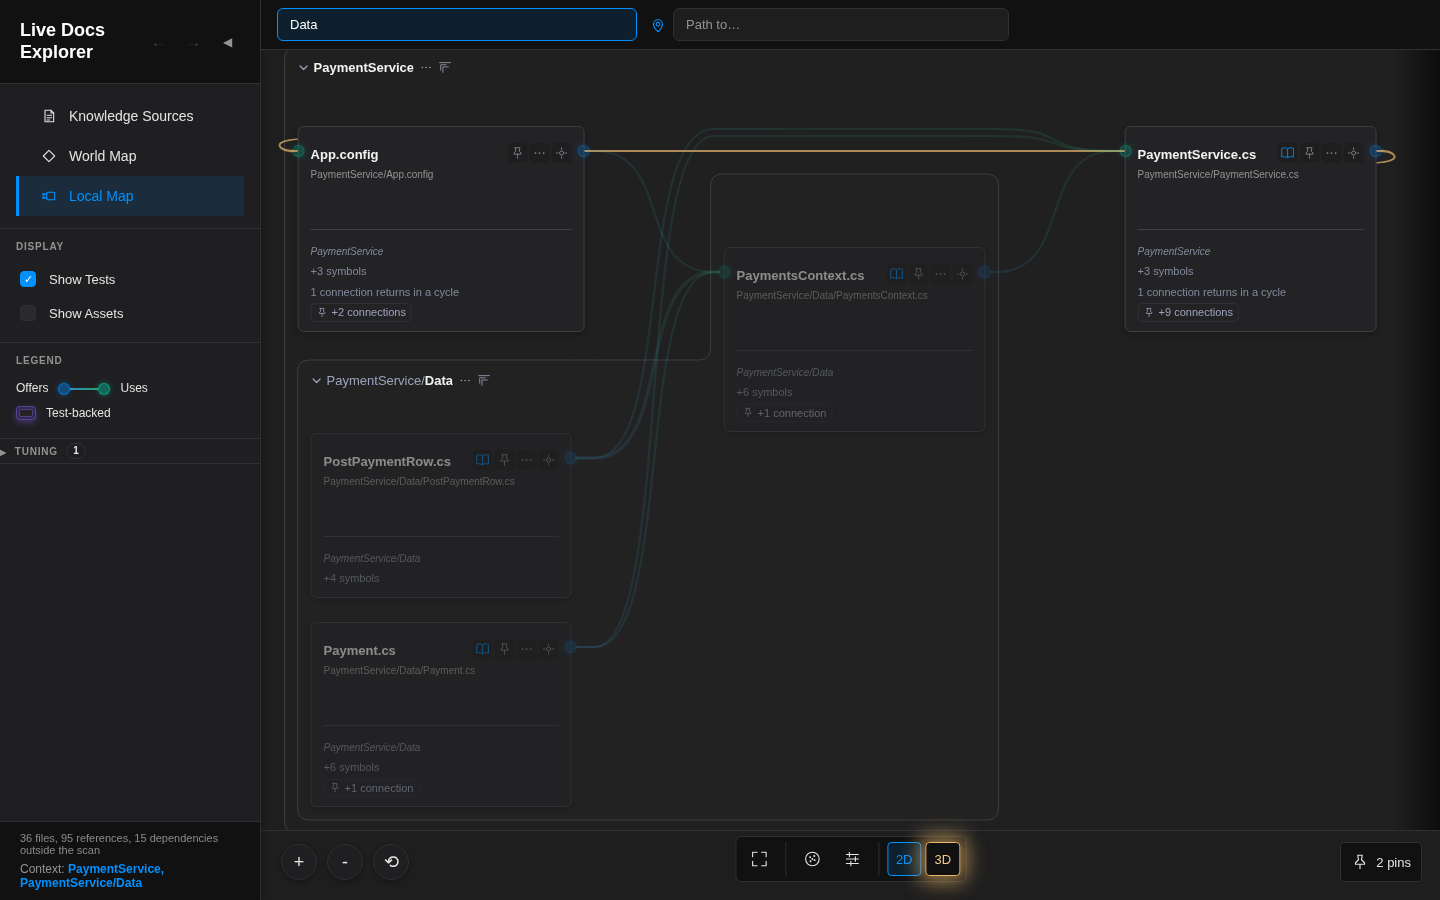 Live Docs
Explorer
← → ◀
Data
Path to…
Knowledge Sources
World Map
Local Map
DISPLAY
✓ Show Tests
Show Assets
LEGEND
Offers Uses
Test-backed
▶ TUNING 1
36 files, 95 references, 15 dependencies
outside the scan
Context: PaymentService,
PaymentService/Data
PaymentService ⋯
App.config ⋯
PaymentService/App.config
PaymentService
+3 symbols
1 connection returns in a cycle
+2 connections
PaymentService.cs ⋯
PaymentService/PaymentService.cs
PaymentService
+3 symbols
1 connection returns in a cycle
+9 connections
PaymentsContext.cs ⋯
PaymentService/Data/PaymentsContext.cs
PaymentService/Data
+6 symbols
+1 connection
PaymentService/Data ⋯
PostPaymentRow.cs ⋯
PaymentService/Data/PostPaymentRow.cs
PaymentService/Data
+4 symbols
Payment.cs ⋯
PaymentService/Data/Payment.cs
PaymentService/Data
+6 symbols
+1 connection
+ - ⟲
2D 3D
2 pins